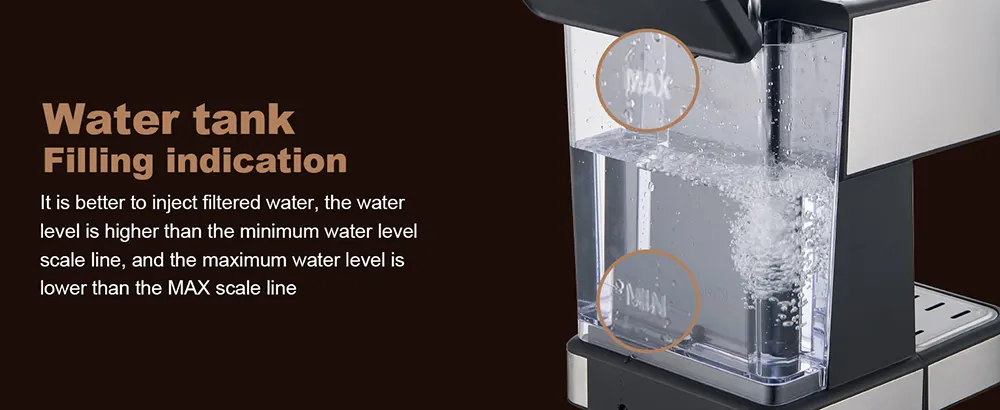 Water tank
Filling indication
It is better to inject filtered water, the water
level is higher than the minimum water level
scale line, and the maximum water level is
lower than the MAX scale line
MAX
MIN